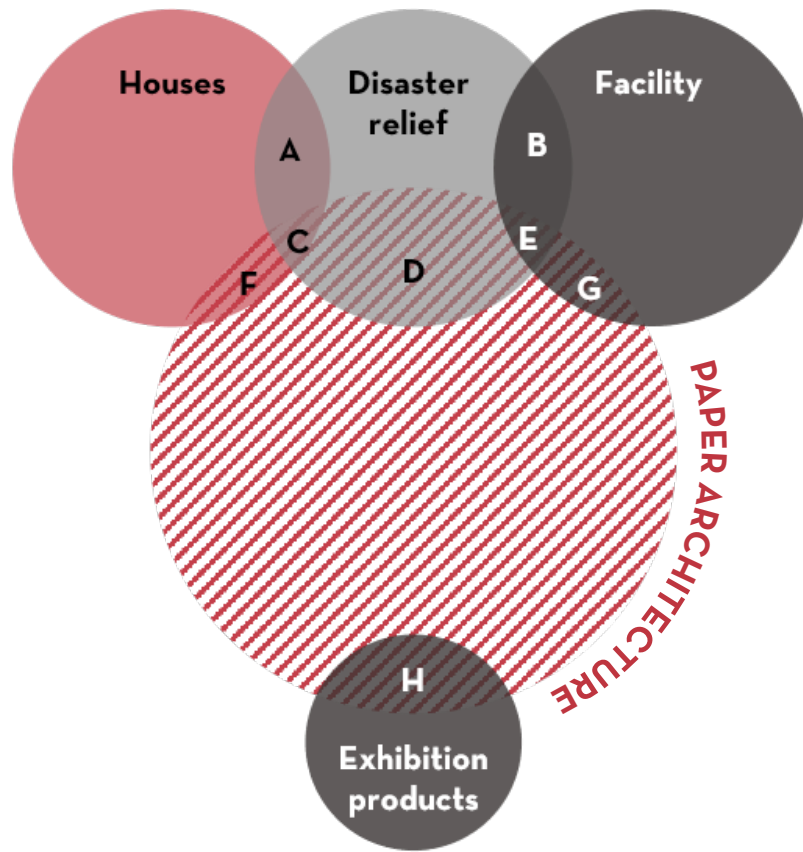 Houses
Disaster
relief
Facility
A
B
C
E
D
F
G
PAPER ARCHITECTURE
H
Exhibition
products